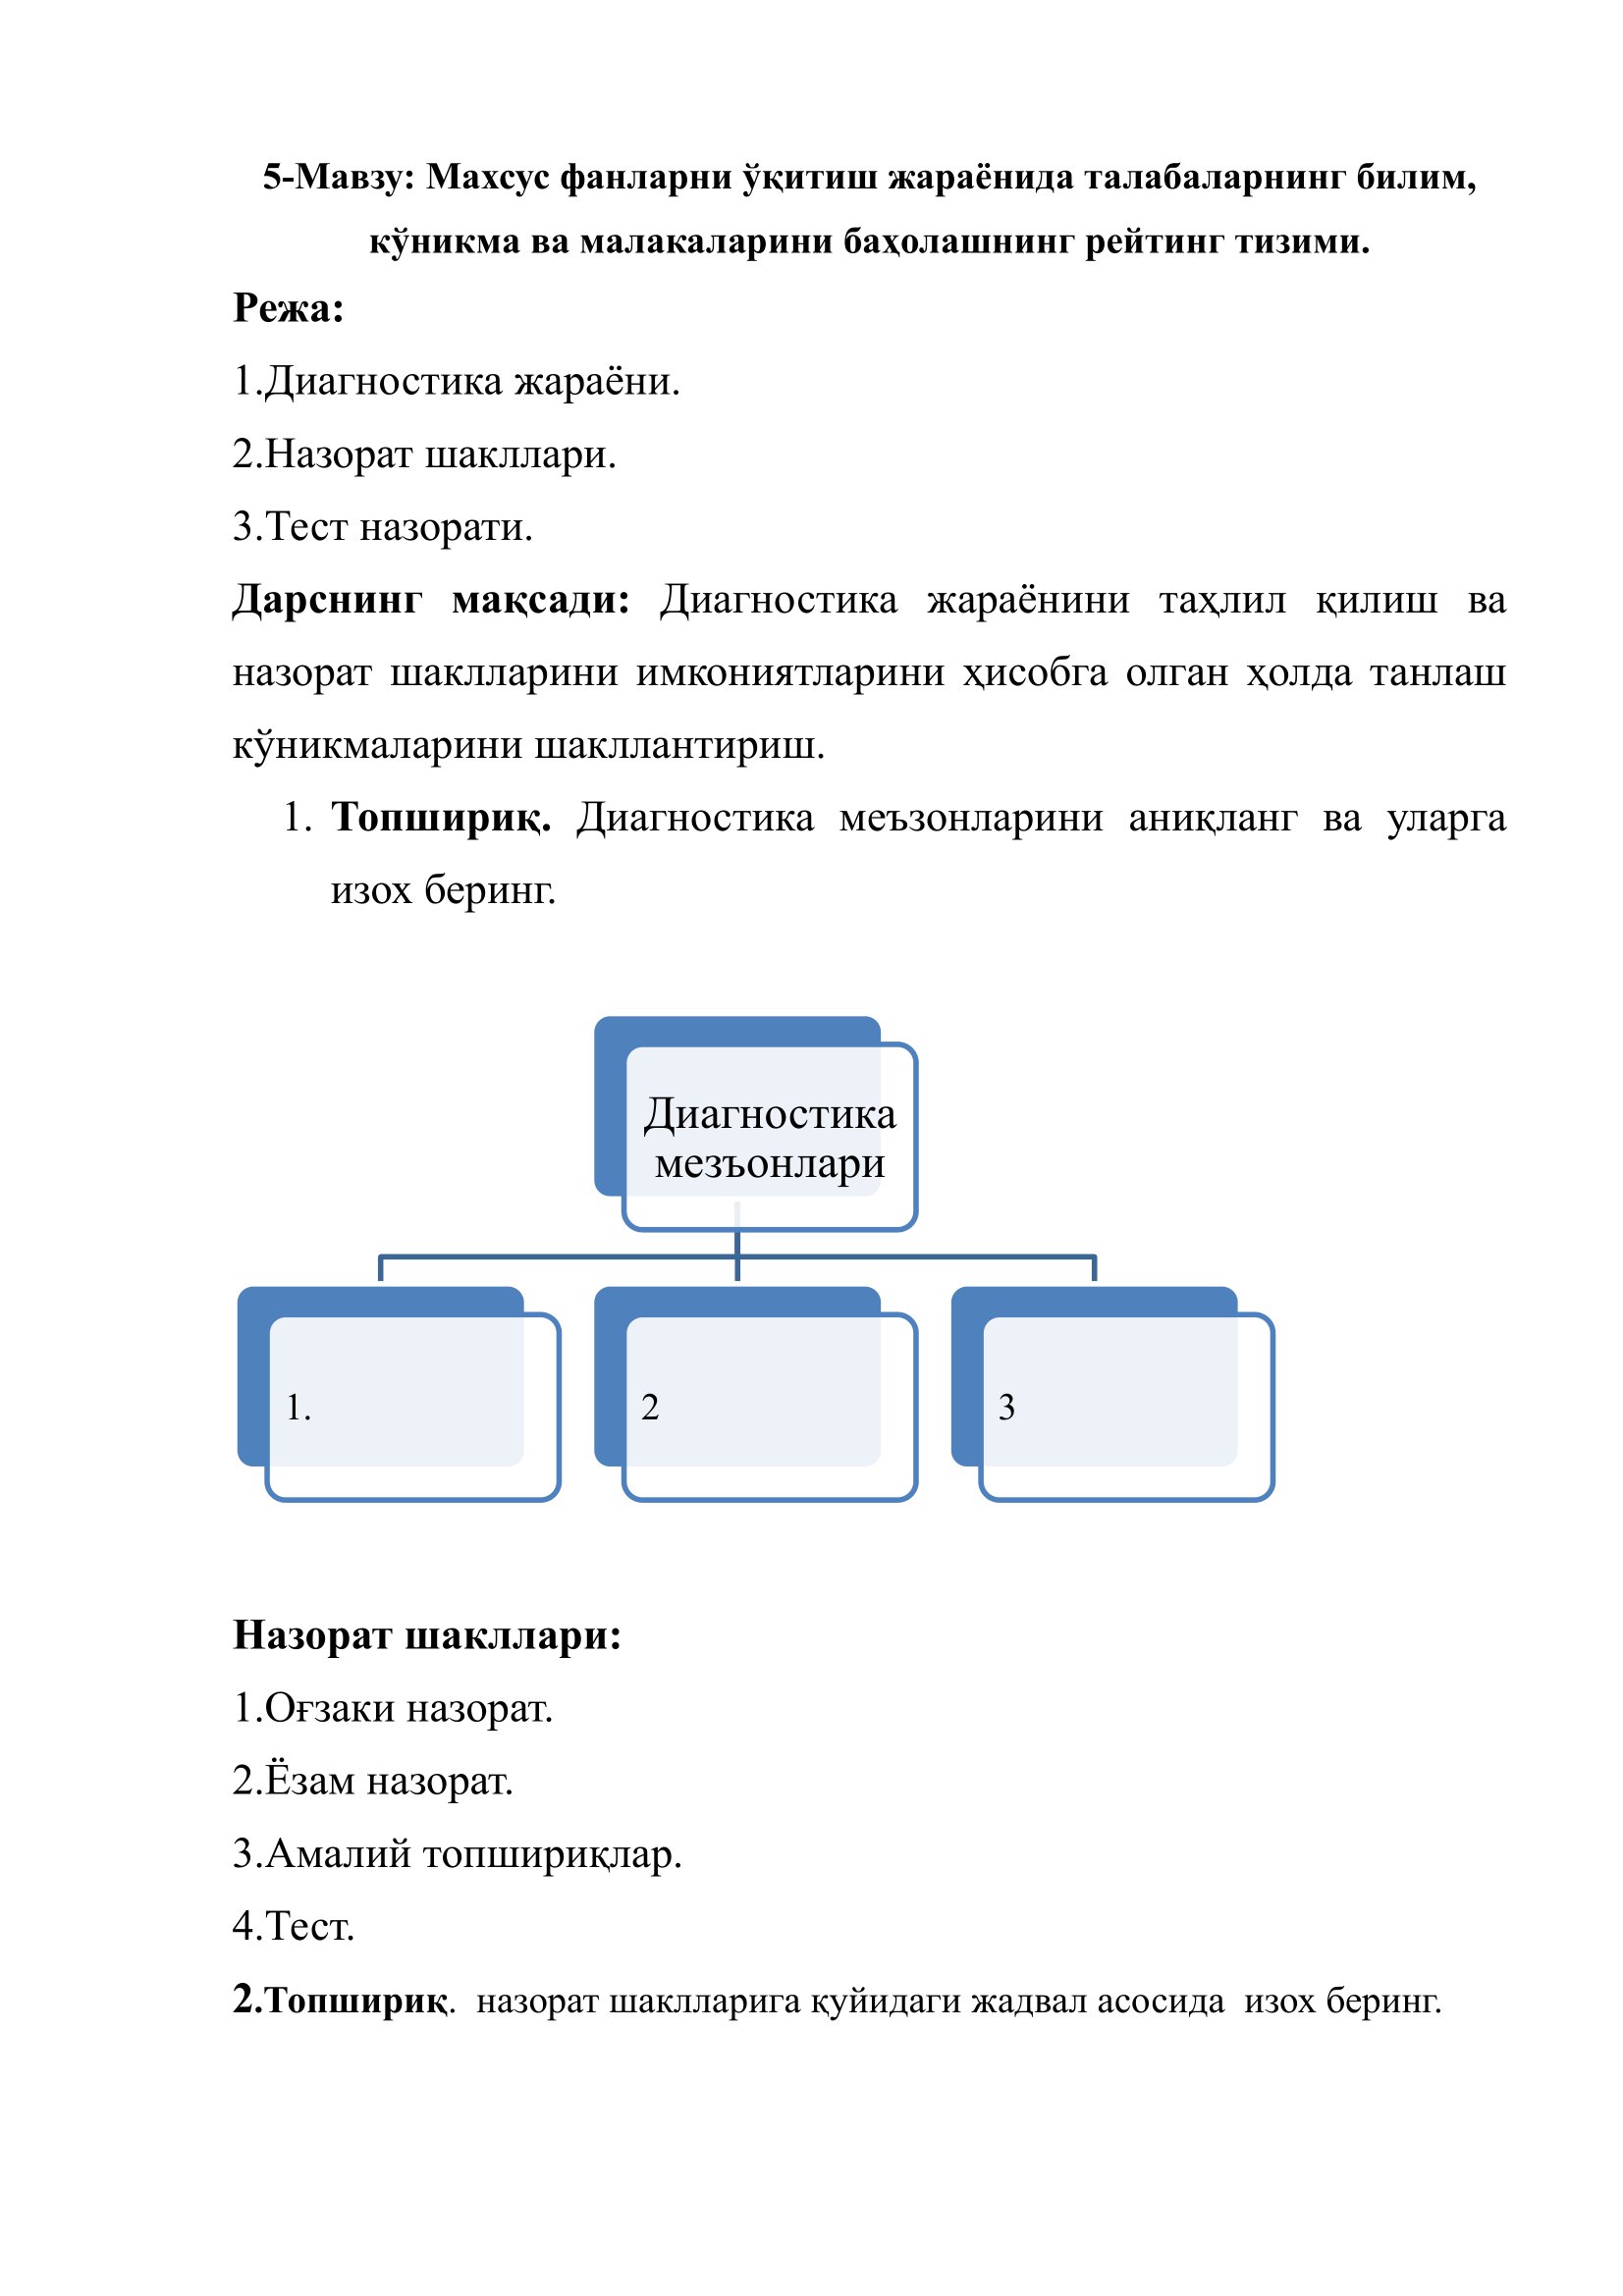 5-Мавзу: Махсус фанларни ўқитиш жараёнида талабаларнинг билим,
кўникма ва малакаларини баҳолашнинг рейтинг тизими.
Режа:
1.Диагностика жараёни.
2.Назорат шакллари.
3.Тест назорати.
Дарснинг мақсади: Диагностика жараёнини таҳлил қилиш ва
назорат шаклларини имкониятларини ҳисобга олган ҳолда танлаш
кўникмаларини шакллантириш.
1. Топшириқ. Диагностика меъзонларини аниқланг ва уларга
изох беринг.
Диагностика
мезъонлари
1.
2
3
Назорат шакллари:
1.Оғзаки назорат.
2.Ёзам назорат.
3.Амалий топшириқлар.
4.Тест.
2.Топшириқ.  назорат шаклларига қуйидаги жадвал асосида  изох беринг.